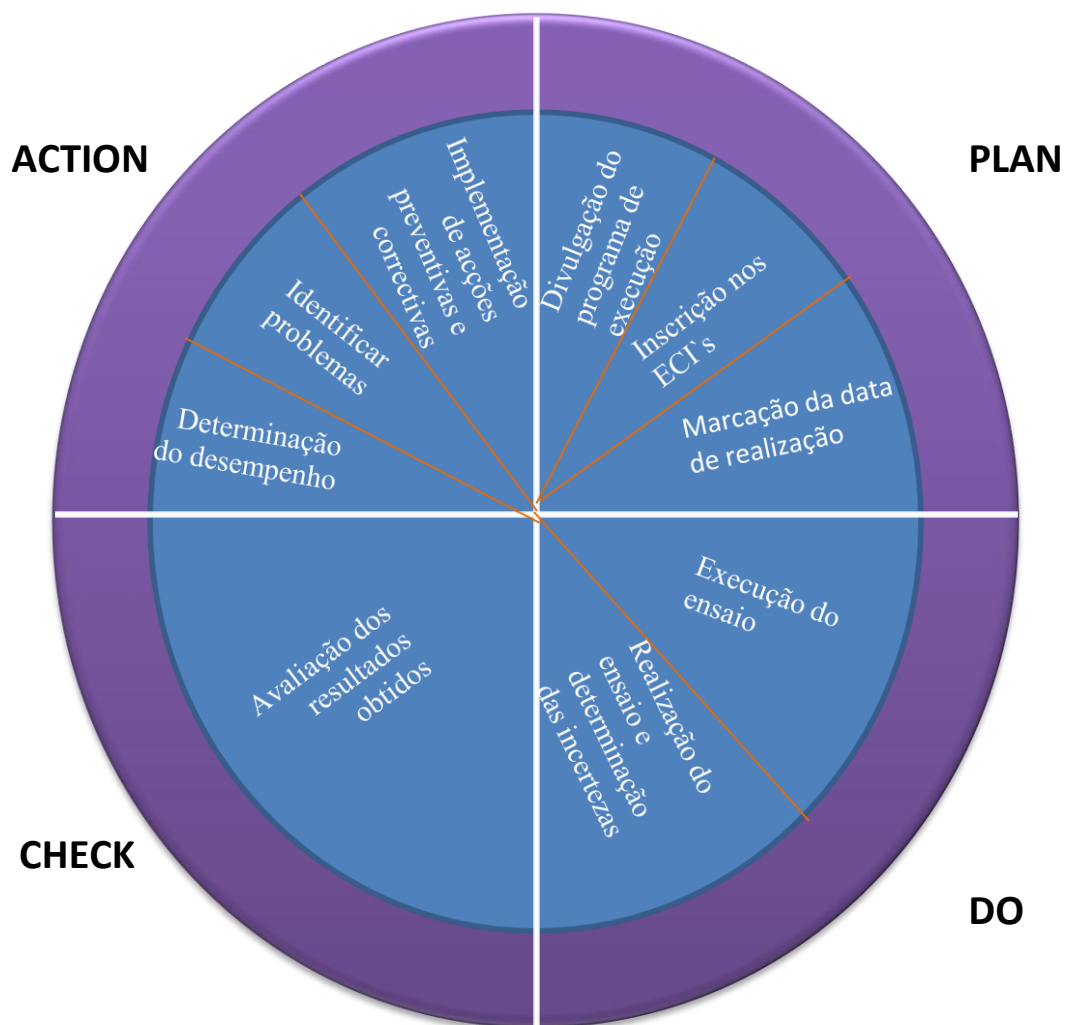 ACTION
PLAN
Implementação
de acções
preventivas e
correctivas
Divulgação do
programa de
execução
Identificar
problemas
Inscrição nos
ECI`s
Determinação
do desempenho
Marcação da data
de realização
Execução do
ensaio
Avaliação dos
resultados
obtidos
Realização do
ensaio e
determinação
das incertezas
CHECK
DO